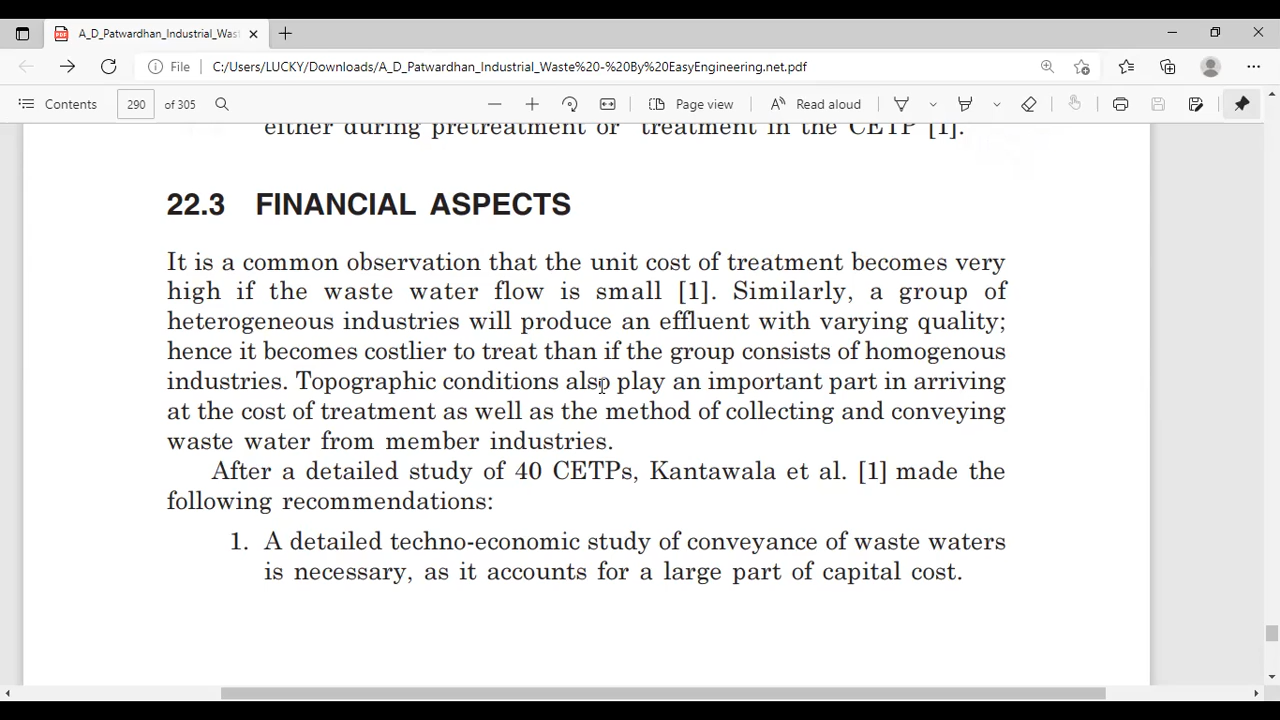 A_D_Patwardhan_Industrial_Wast
File C:/Users/LUCKY/Downloads/A_D_Patwardhan_Industrial_Waste%20-%20By%20EasyEngineering.net.pdf
Contents 290 of 305 Page view Read aloud
either during pretreatment or treatment in the CETP [1].
22.3 FINANCIAL ASPECTS
It is a common observation that the unit cost of treatment becomes very
high if the waste water flow is small [1]. Similarly, a group of
heterogeneous industries will produce an effluent with varying quality;
hence it becomes costlier to treat than if the group consists of homogenous
industries. Topographic conditions also play an important part in arriving
at the cost of treatment as well as the method of collecting and conveying
waste water from member industries.
After a detailed study of 40 CETPs, Kantawala et al. [1] made the
following recommendations:
1. A detailed techno-economic study of conveyance of waste waters
is necessary, as it accounts for a large part of capital cost.